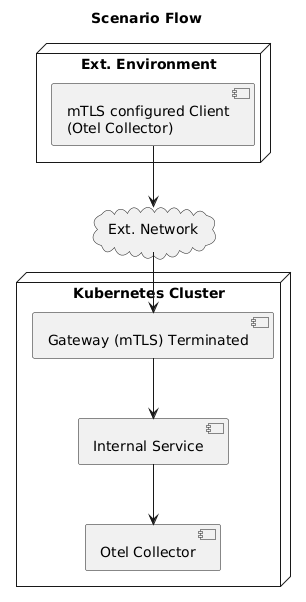 Scenario Flow
Ext. Environment
mTLS configured Client
(Otel Collector)
Ext. Network
Kubernetes Cluster
Gateway (mTLS) Terminated
Internal Service
Otel Collector